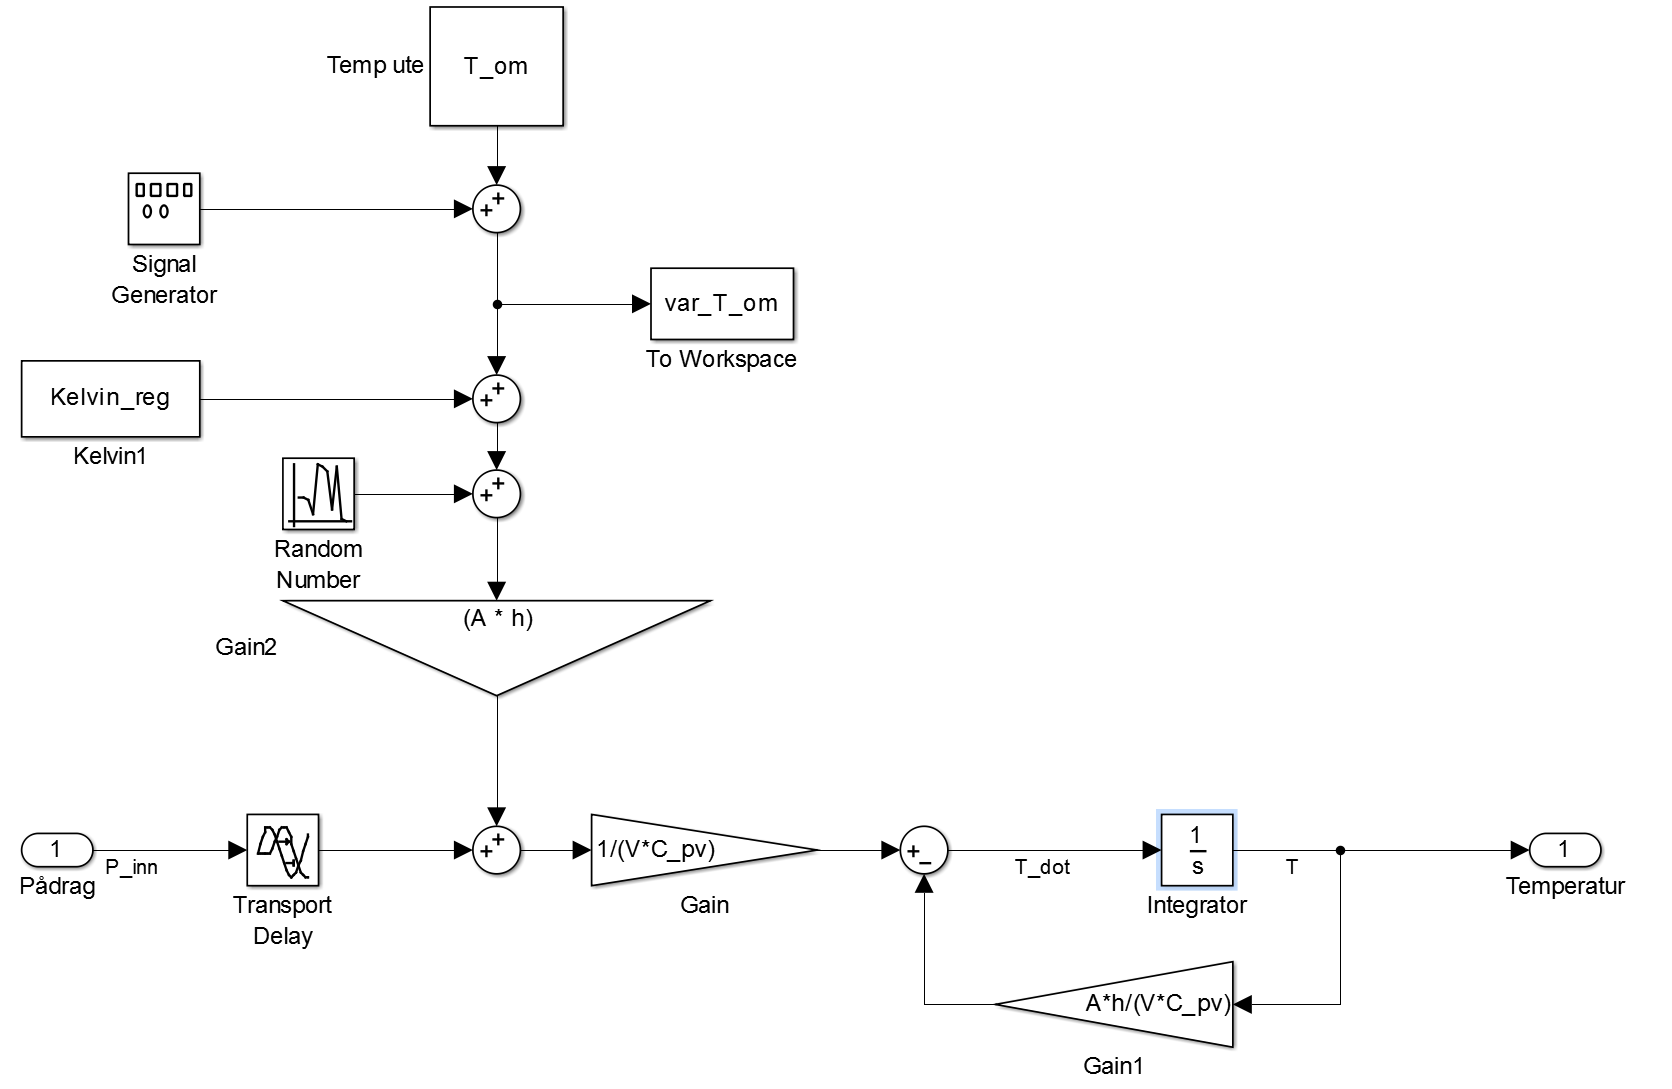 Temp ute
T_om
+
+
Signal
Generator
var_T_om
To Workspace
Kelvin_reg
Kelvin1
+
+
+
+
Random
Number
(A * h)
Gain2
1
P_inn
Pådrag
Transport
Delay
+
+
1/(V*C_pv)
Gain
+
−
T_dot
1
s
Integrator
T
1
Temperatur
A*h/(V*C_pv)
Gain1